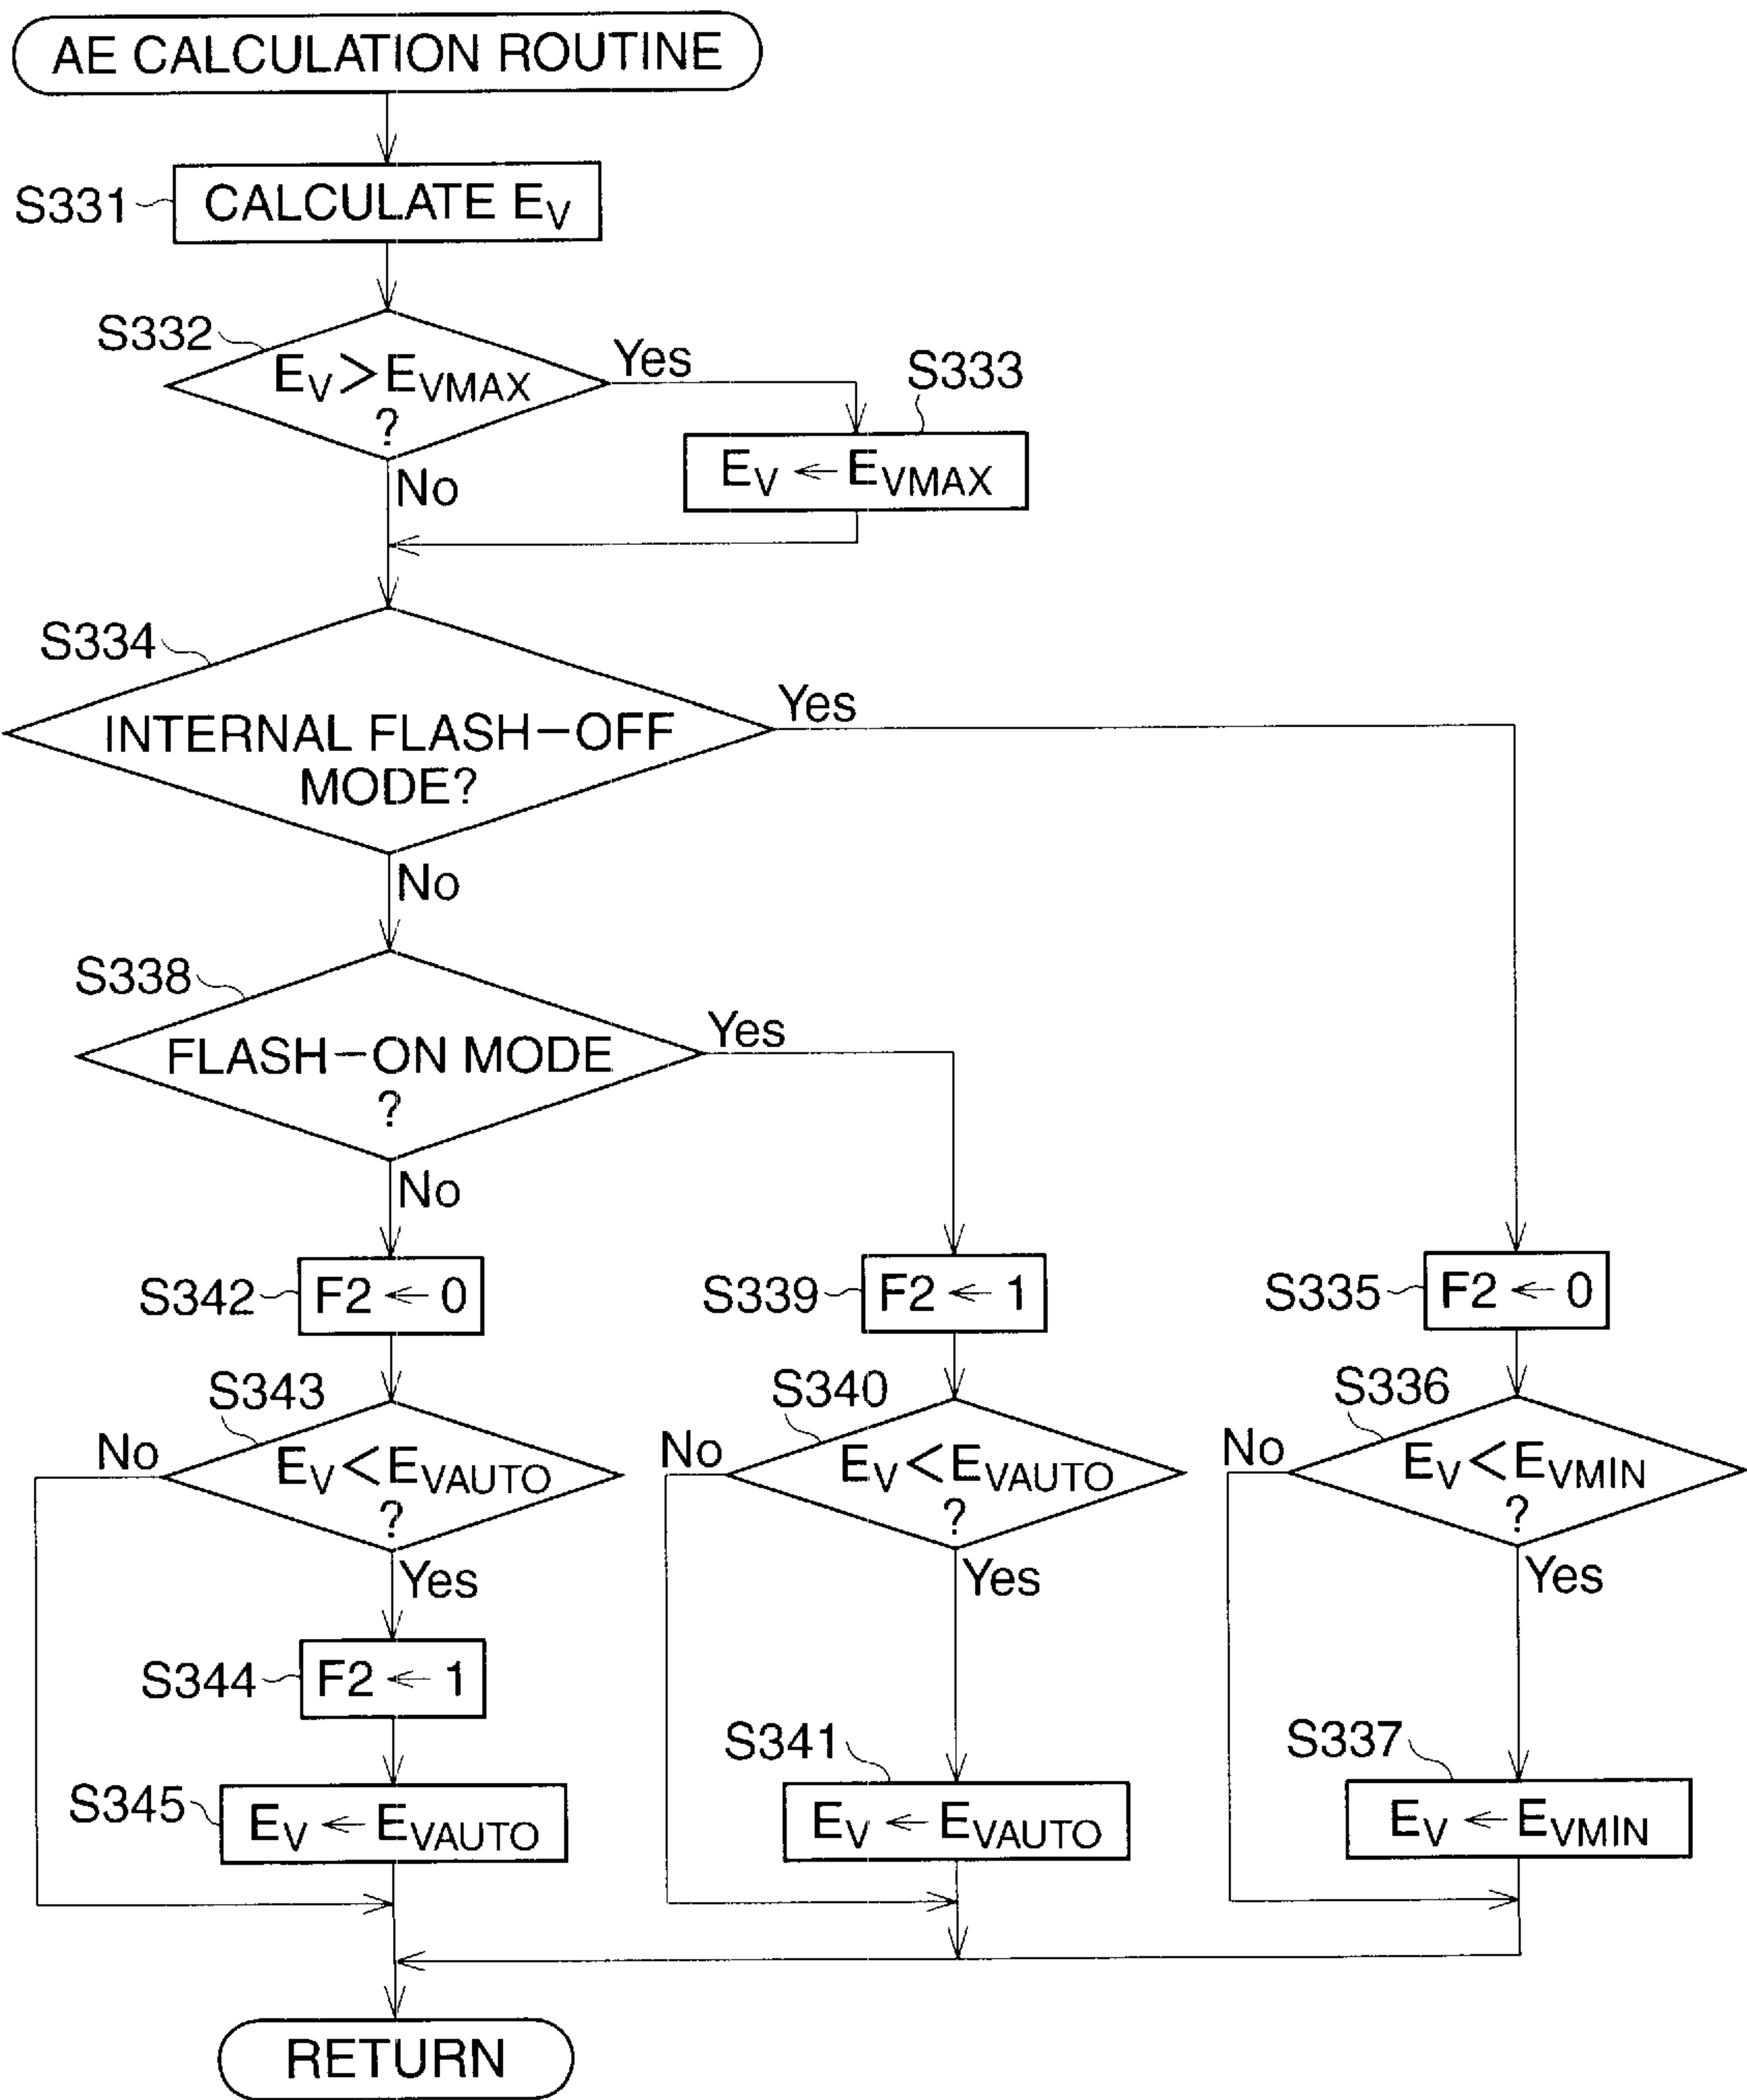 AE CALCULATION ROUTINE
S331
CALCULATE EV
S332
EV>EVMAX
?
Yes
S333
EV ← EVMAX
No
S334
INTERNAL FLASH-OFF
MODE?
Yes
No
S338
FLASH-ON MODE
?
Yes
No
S342
F2 ← 0
S339
F2 ← 1
S335
F2 ← 0
S343
EV<EVAUTO
?
No
Yes
S340
EV<EVAUTO
?
No
Yes
S336
EV<EVMIN
?
No
Yes
S344
F2 ← 1
S345
EV ← EVAUTO
S341
EV ← EVAUTO
S337
EV ← EVMIN
RETURN